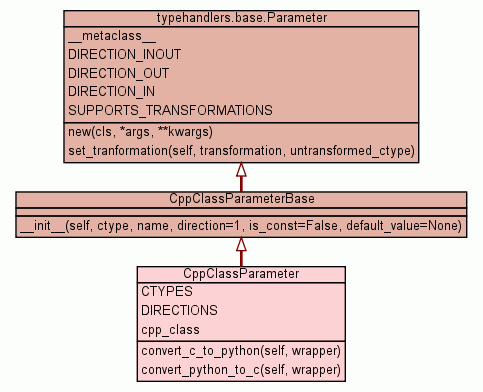 typehandlers.base.Parameter
__metaclass__
DIRECTION_INOUT
DIRECTION_OUT
DIRECTION_IN
SUPPORTS_TRANSFORMATIONS
new(cls, *args, **kwargs)
set_tranformation(self, transformation, untransformed_ctype)
CppClassParameterBase
__init__(self, ctype, name, direction=1, is_const=False, default_value=None)
CppClassParameter
CTYPES
DIRECTIONS
cpp_class
convert_c_to_python(self, wrapper)
convert_python_to_c(self, wrapper)